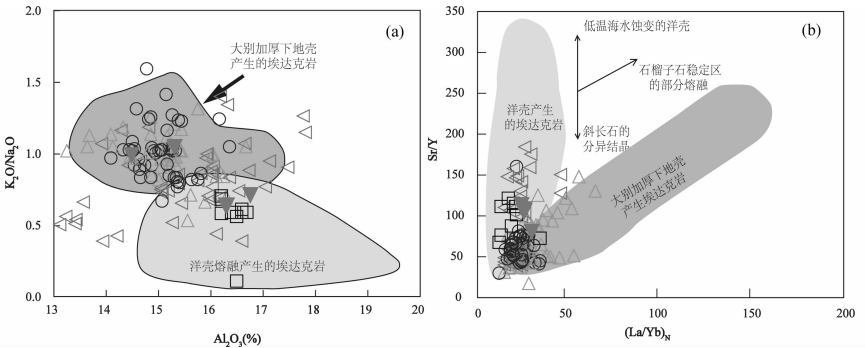 (a)
大别加厚下地壳
产生的埃达克岩
洋壳熔融产生的埃达克岩
K2O/Na2O
2.0
1.5
1.0
0.5
0.0
13 14 15 16 17 18 19 20
Al2O3(%)
(b)
低温海水蚀变的洋壳
石榴子石稳定区
的部分熔融
洋壳产生
的埃达克岩
斜长石的
分异结晶
大别加厚下地壳
产生埃达克岩
Sr/Y
350
300
250
200
150
100
50
0
0 50 100 150 200
(La/Yb)N